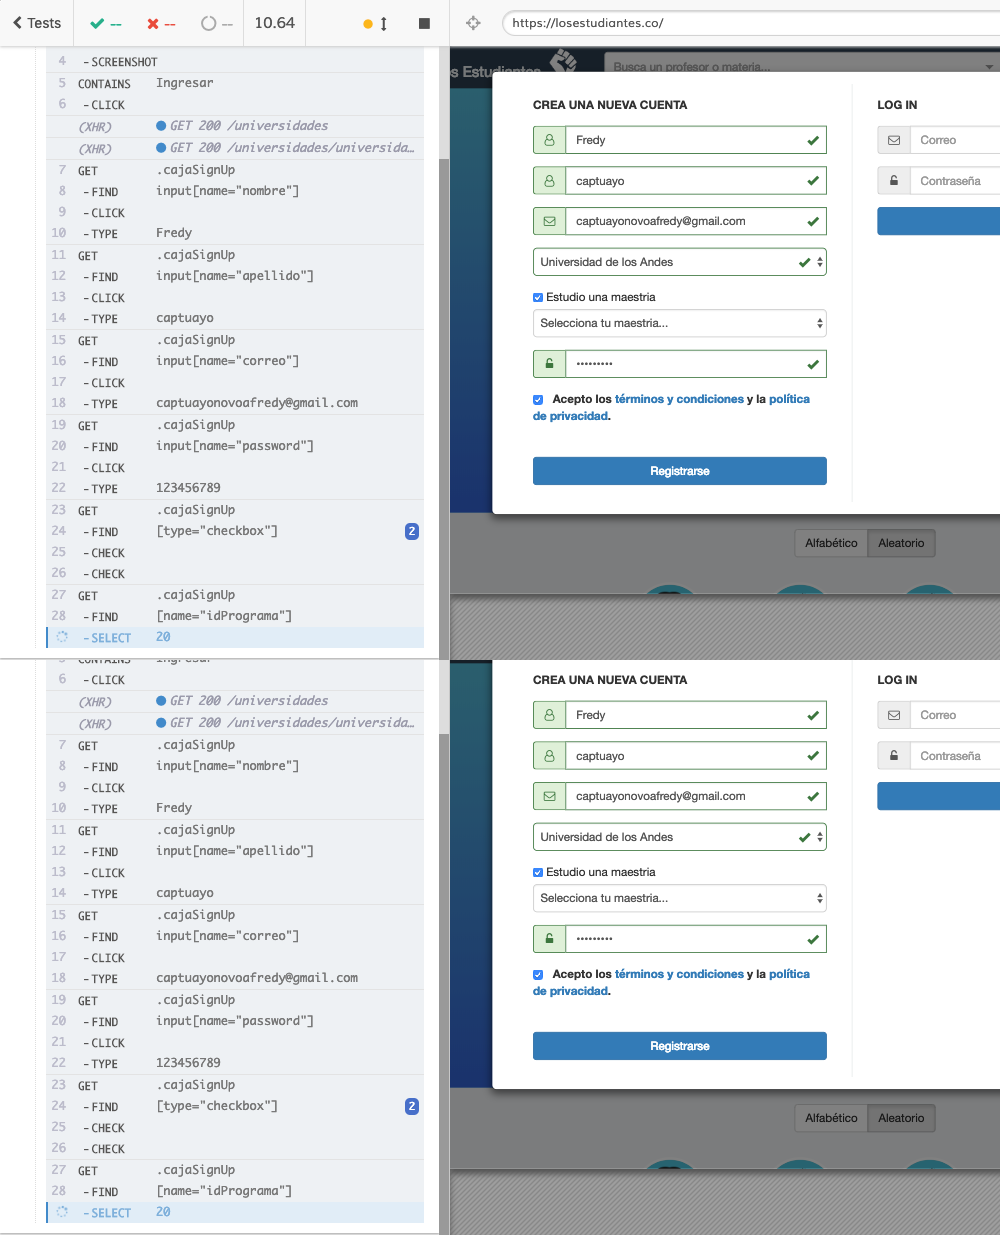 Tests
--
--
--
10.64
https://losestudiantes.co/
4 -SCREENSHOT
5 CONTAINS Ingresar
6 -CLICK
(XHR) GET 200 /universidades
(XHR) GET 200 /universidades/universida...
7 GET .cajaSignUp
8 -FIND input[name="nombre"]
9 -CLICK
10 -TYPE Fredy
11 GET .cajaSignUp
12 -FIND input[name="apellido"]
13 -CLICK
14 -TYPE captuayo
15 GET .cajaSignUp
16 -FIND input[name="correo"]
17 -CLICK
18 -TYPE captuayonovoafredy@gmail.com
19 GET .cajaSignUp
20 -FIND input[name="password"]
21 -CLICK
22 -TYPE 123456789
23 GET .cajaSignUp
24 -FIND [type="checkbox"] 2
25 -CHECK
26 -CHECK
27 GET .cajaSignUp
28 -FIND [name="idPrograma"]
-SELECT 20
s Estudiantes
Busca un profesor o materia...
CREA UNA NUEVA CUENTA
Fredy
captuayo
captuayonovoafredy@gmail.com
Universidad de los Andes
Estudio una maestria
Selecciona tu maestria...
•••••••••
Acepto los términos y condiciones y la política
de privacidad.
Registrarse
LOG IN
Correo
Contraseña
Alfabético
Aleatorio
CONTAINS Ingresar
6 -CLICK
(XHR) GET 200 /universidades
(XHR) GET 200 /universidades/universida...
7 GET .cajaSignUp
8 -FIND input[name="nombre"]
9 -CLICK
10 -TYPE Fredy
11 GET .cajaSignUp
12 -FIND input[name="apellido"]
13 -CLICK
14 -TYPE captuayo
15 GET .cajaSignUp
16 -FIND input[name="correo"]
17 -CLICK
18 -TYPE captuayonovoafredy@gmail.com
19 GET .cajaSignUp
20 -FIND input[name="password"]
21 -CLICK
22 -TYPE 123456789
23 GET .cajaSignUp
24 -FIND [type="checkbox"] 2
25 -CHECK
26 -CHECK
27 GET .cajaSignUp
28 -FIND [name="idPrograma"]
-SELECT 20
CREA UNA NUEVA CUENTA
Fredy
captuayo
captuayonovoafredy@gmail.com
Universidad de los Andes
Estudio una maestria
Selecciona tu maestria...
•••••••••
Acepto los términos y condiciones y la política
de privacidad.
Registrarse
LOG IN
Correo
Contraseña
Alfabético
Aleatorio